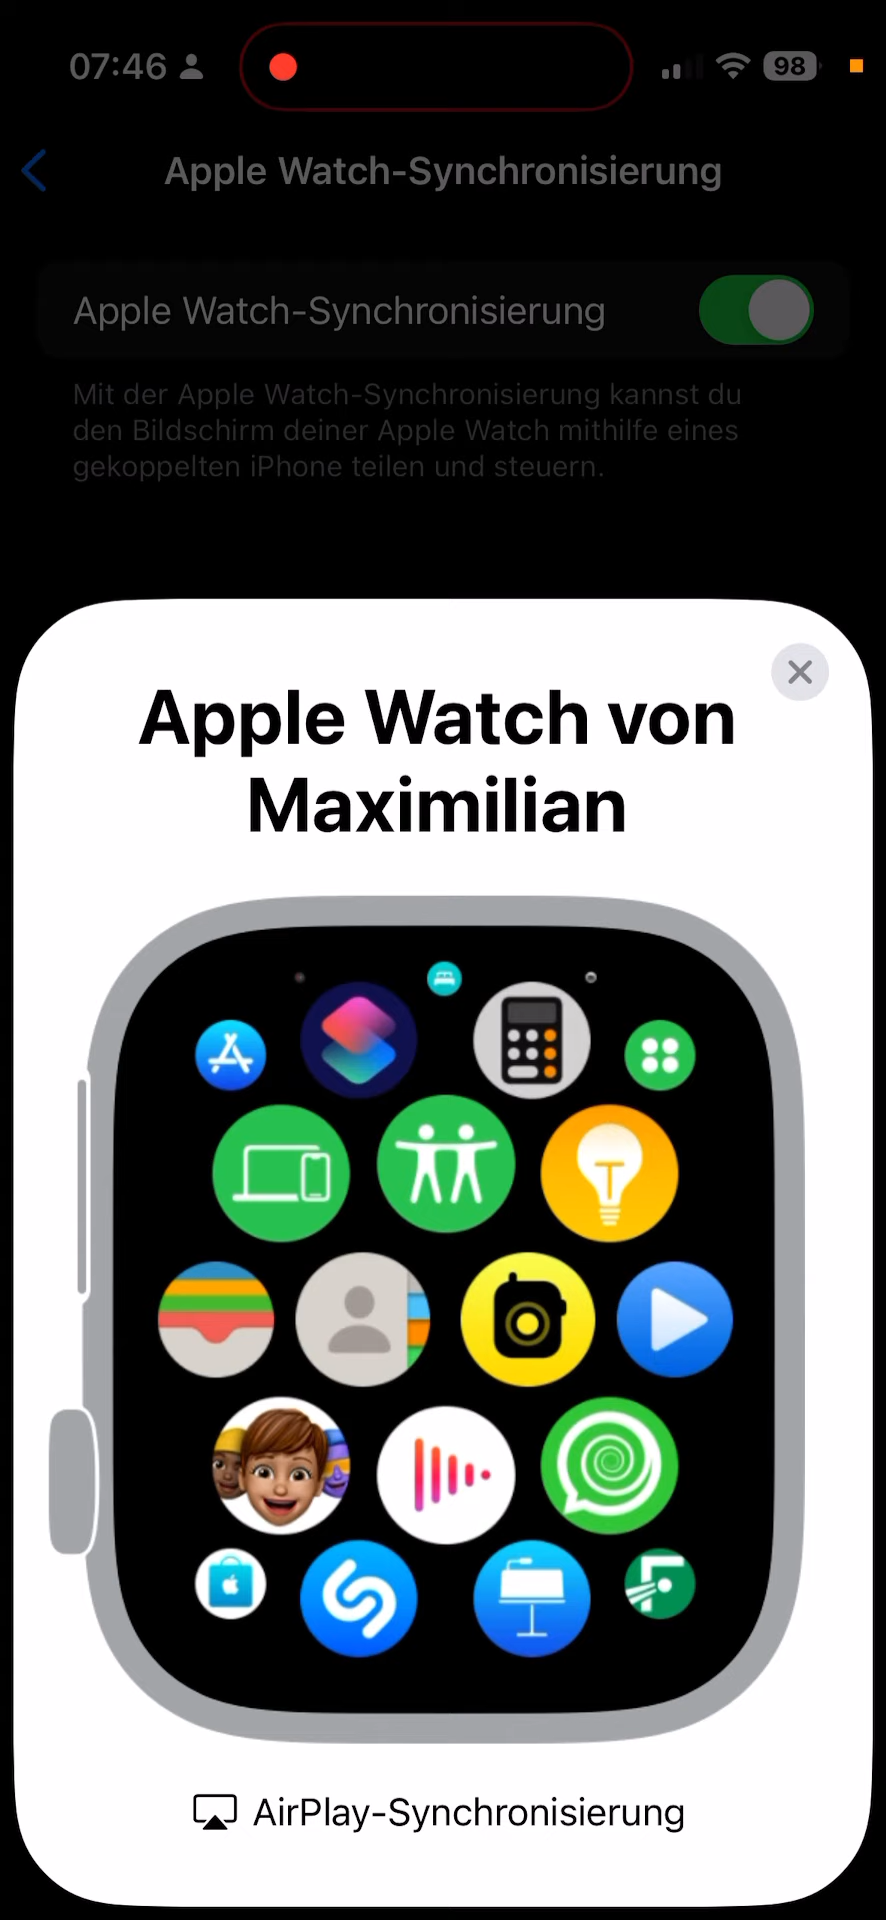 07:46
98
Apple Watch-Synchronisierung
Apple Watch-Synchronisierung
Mit der Apple Watch-Synchronisierung kannst du
den Bildschirm deiner Apple Watch mithilfe eines
gekoppelten iPhone teilen und steuern.
Apple Watch von
Maximilian
AirPlay-Synchronisierung